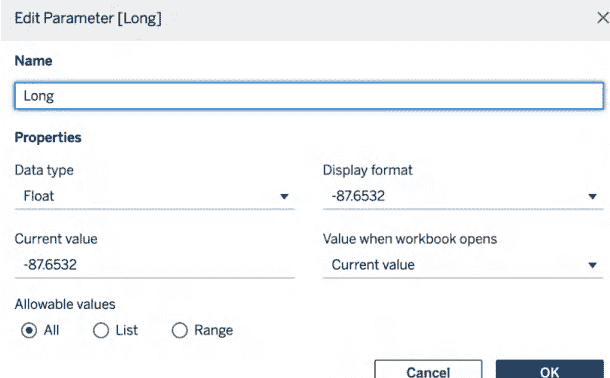 Edit Parameter [Long]
Name
Long
Properties
Data type Display format
Float -87.6532
Current value Value when workbook opens
-87.6532 Current value
Allowable values
All List Range
Cancel OK